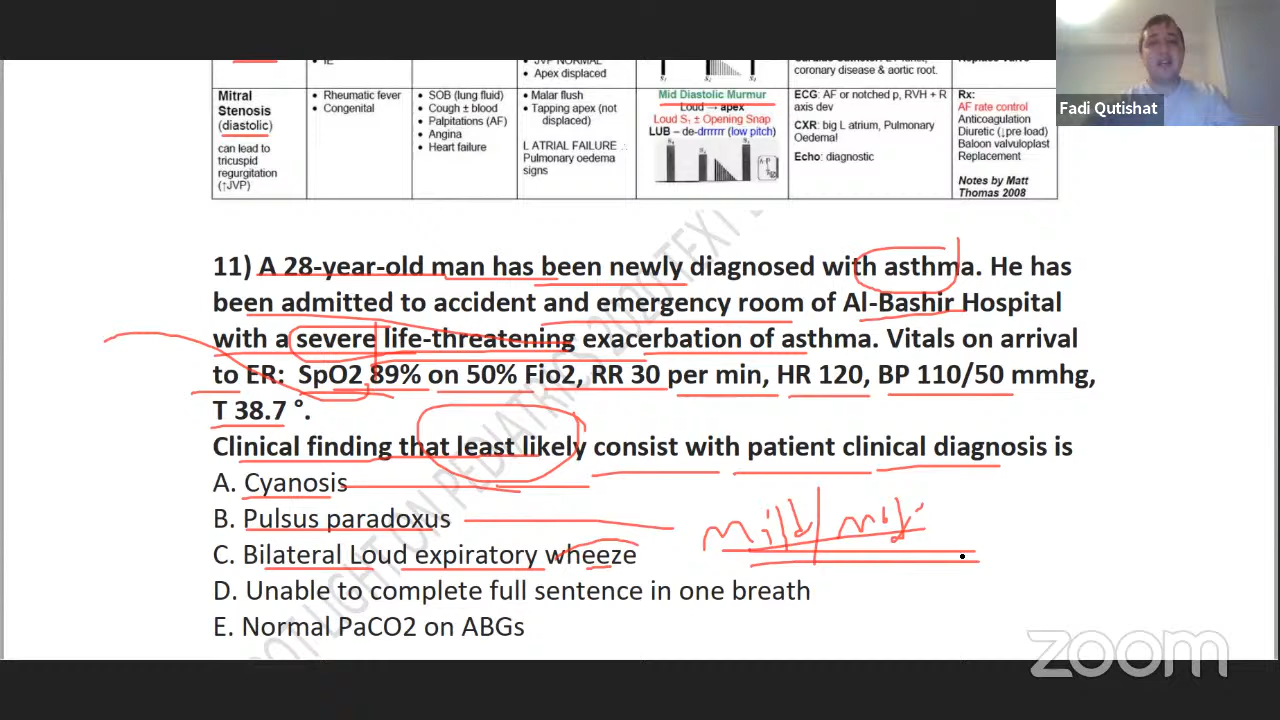 Fadi Qutishat
IE
JVP NORMAL
Apex displaced
coronary disease & aortic root.
Mitral
Stenosis
(diastolic)
can lead to
tricuspid
regurgitation
(↑JVP)
Rheumatic fever
Congenital
SOB (lung fluid)
Cough ± blood
Palpitations (AF)
Angina
Heart failure
Malar flush
Tapping apex (not
displaced)
L ATRIAL FAILURE
Pulmonary oedema
signs
Mid Diastolic Murmur
Loud → apex
Loud S₁ ± Opening Snap
LUB – de-drrrrrr (low pitch)
ECG: AF or notched p, RVH + R
axis dev
CXR: big L atrium, Pulmonary
Oedema!
Echo: diagnostic
Rx:
AF rate control
Anticoagulation
Diuretic (↓pre load)
Baloon valvuloplast
Replacement
Notes by Matt
Thomas 2008
11) A 28-year-old man has been newly diagnosed with asthma. He has
been admitted to accident and emergency room of Al-Bashir Hospital
with a severe life-threatening exacerbation of asthma. Vitals on arrival
to ER: SpO2 89% on 50% Fio2, RR 30 per min, HR 120, BP 110/50 mmhg,
T 38.7 °.
Clinical finding that least likely consist with patient clinical diagnosis is
A. Cyanosis
B. Pulsus paradoxus
C. Bilateral Loud expiratory wheeze
D. Unable to complete full sentence in one breath
E. Normal PaCO2 on ABGs
mild
zoom